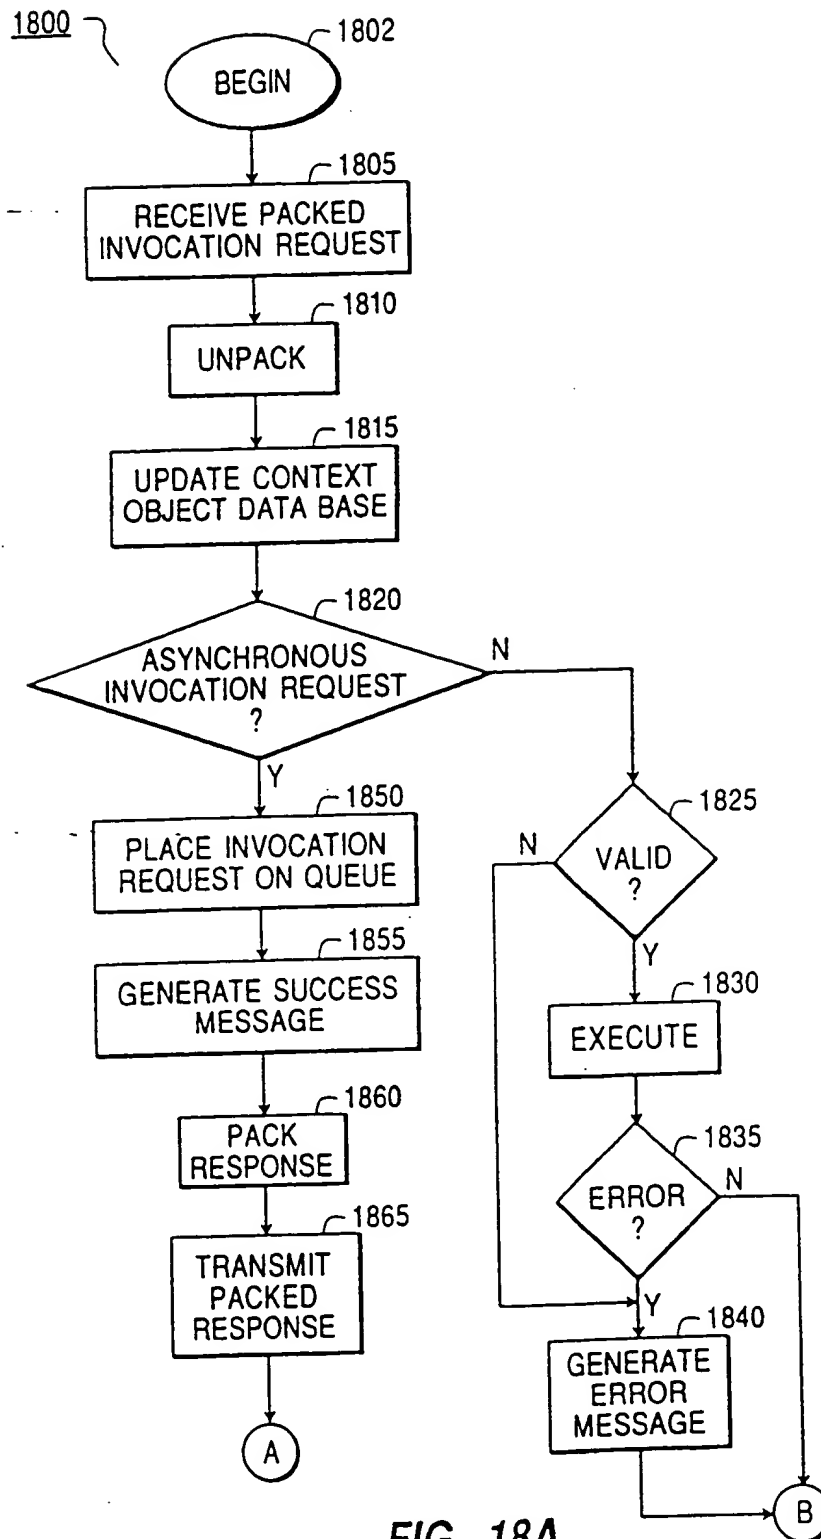 1800
1802
BEGIN
1805
RECEIVE PACKED
INVOCATION REQUEST
1810
UNPACK
1815
UPDATE CONTEXT
OBJECT DATA BASE
1820
ASYNCHRONOUS
INVOCATION REQUEST
?
N
Y
1850
PLACE INVOCATION
REQUEST ON QUEUE
1855
GENERATE SUCCESS
MESSAGE
1860
PACK
RESPONSE
1865
TRANSMIT
PACKED
RESPONSE
A
1825
VALID
?
N
Y
1830
EXECUTE
1835
ERROR
?
N
Y
1840
GENERATE
ERROR
MESSAGE
B
FIG. 18A